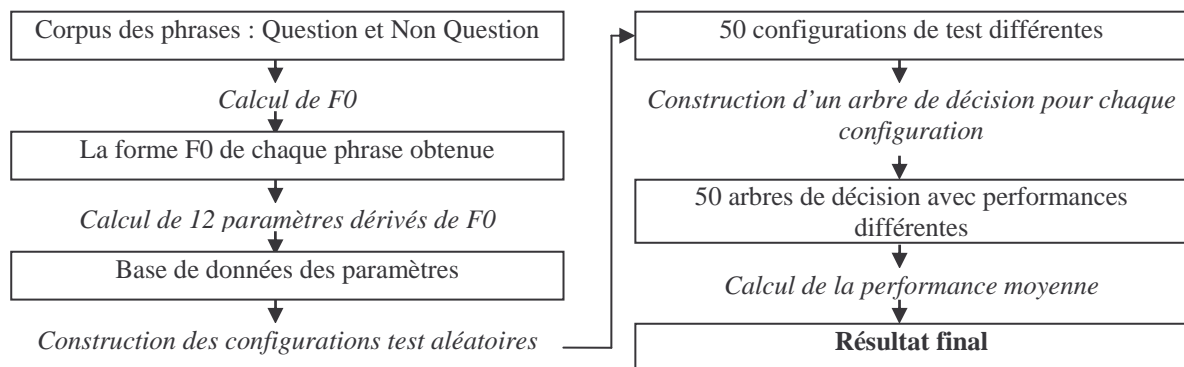 Corpus des phrases : Question et Non Question
Calcul de F0
La forme F0 de chaque phrase obtenue
Calcul de 12 paramètres dérivés de F0
Base de données des paramètres
Construction des configurations test aléatoires
50 configurations de test différentes
Construction d'un arbre de décision pour chaque
configuration
50 arbres de décision avec performances
différentes
Calcul de la performance moyenne
Résultat final